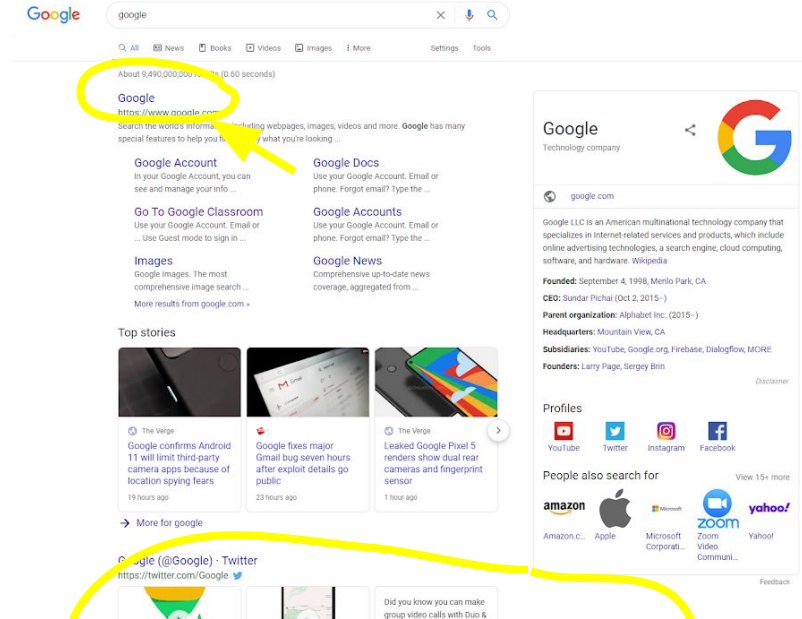 Google
google
All
News
Books
Videos
Images
More
Settings
Tools
About 9,490,000,000 (0.60 seconds)
Google
https://www.google.com
Search the world's information, including webpages, images, videos and more. Google has many
special features to help you what you're looking ...
Google Account
In your Google Account, you can
see and manage your info ...
Google Docs
Use your Google Account. Email or
phone. Forgot email? Type the ...
Go To Google Classroom
Use your Google Account. Email or
... Use Guest mode to sign in ...
Google Accounts
Use your Google Account. Email or
phone. Forgot email? Type the ...
Images
Google Images. The most
comprehensive image search ...
Google News
Comprehensive up-to-date news
coverage, aggregated from ...
More results from google.com »
Top stories
Gmail
The Verge
Google confirms Android
11 will limit third-party
camera apps because of
location spying fears
19 hours ago
Google fixes major
Gmail bug seven hours
after exploit details go
public
23 hours ago
The Verge
Leaked Google Pixel 5
renders show dual rear
cameras and fingerprint
sensor
1 hour ago
More for google
Google (@Google) · Twitter
https://twitter.com/Google
Did you know you can make
group video calls with Duo &
Google
Technology company
google.com
Google LLC is an American multinational technology company that
specializes in Internet-related services and products, which include
online advertising technologies, a search engine, cloud computing,
software, and hardware. Wikipedia
Founded: September 4, 1998, Menlo Park, CA
CEO: Sundar Pichai (Oct 2, 2015–)
Parent organization: Alphabet Inc. (2015–)
Headquarters: Mountain View, CA
Subsidiaries: YouTube, Google.org, Firebase, Dialogflow, MORE
Founders: Larry Page, Sergey Brin
Disclaimer
Profiles
YouTube
Twitter
Instagram
Facebook
People also search for
View 15+ more
amazon
Microsoft
zoom
yahoo!
Amazon.c...
Apple
Microsoft
Corporati...
Zoom
Video
Communi...
Yahoo!
Feedback